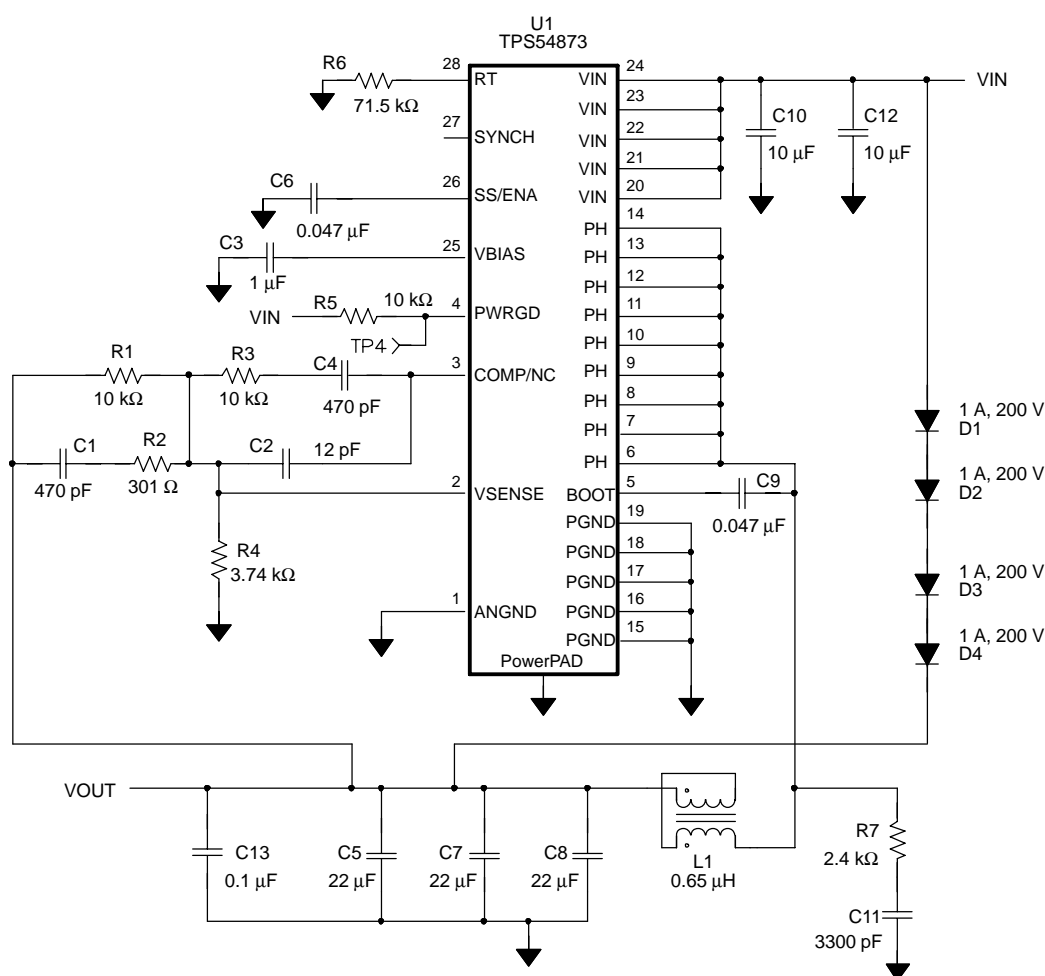 U1
TPS54873
R6
71.5 kΩ
28
RT
27
SYNCH
C6
0.047 μF
26
SS/ENA
C3
1 μF
25
VBIAS
VIN
R5
10 kΩ
4
PWRGD
TP4
R1
10 kΩ
R3
10 kΩ
C4
470 pF
3
COMP/NC
C1
470 pF
R2
301 Ω
C2
12 pF
2
VSENSE
R4
3.74 kΩ
1
ANGND
PowerPAD
VIN
24
VIN
23
VIN
22
VIN
21
VIN
20
PH
14
PH
13
PH
12
PH
11
PH
10
PH
9
PH
8
PH
7
PH
6
BOOT
5
PGND
19
PGND
18
PGND
17
PGND
16
PGND
15
VIN
C10
10 μF
C12
10 μF
C9
0.047 μF
1 A, 200 V
D1
1 A, 200 V
D2
1 A, 200 V
D3
1 A, 200 V
D4
VOUT
C13
0.1 μF
C5
22 μF
C7
22 μF
C8
22 μF
L1
0.65 μH
R7
2.4 kΩ
C11
3300 pF